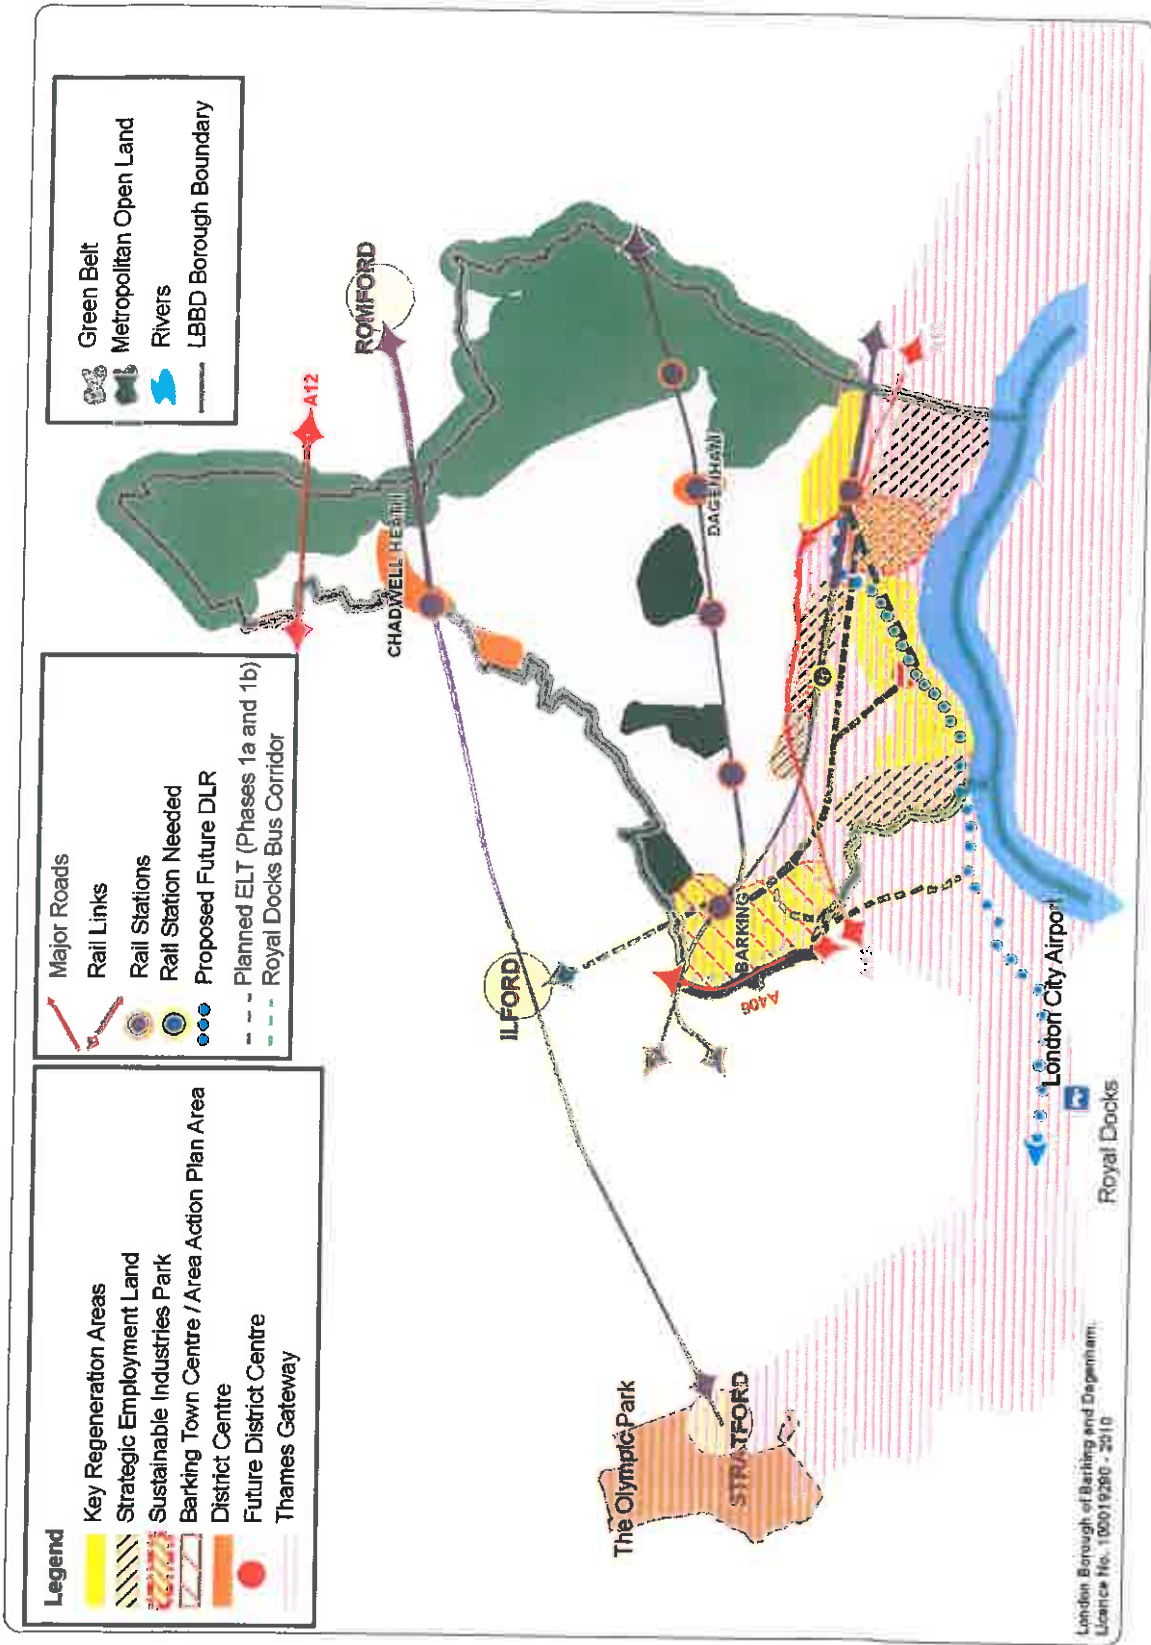 Legend
Key Regeneration Areas
Strategic Employment Land
Sustainable Industries Park
Barking Town Centre / Area Action Plan Area
District Centre
Future District Centre
Thames Gateway
Major Roads
Rail Links
Rail Stations
Rail Station Needed
Proposed Future DLR
Planned ELT (Phases 1a and 1b)
Royal Docks Bus Corridor
Green Belt
Metropolitan Open Land
Rivers
LBBD Borough Boundary
A12
ROMFORD
CHADWELL HEATH
ILFORD
DAGENHAM
BARKING
A406
A13
A13
The Olympic Park
STRATFORD
London City Airport
Royal Docks
London Borough of Barking and Dagenham.
Licence No. 100019280 - 2010